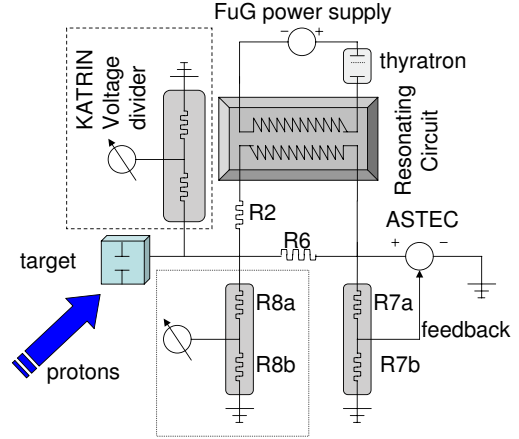 FuG power supply
− +
thyratron
KATRIN
Voltage
divider
Resonating
Circuit
R2
R6
ASTEC
+ −
target
R8a
R7a
feedback
R8b
R7b
protons